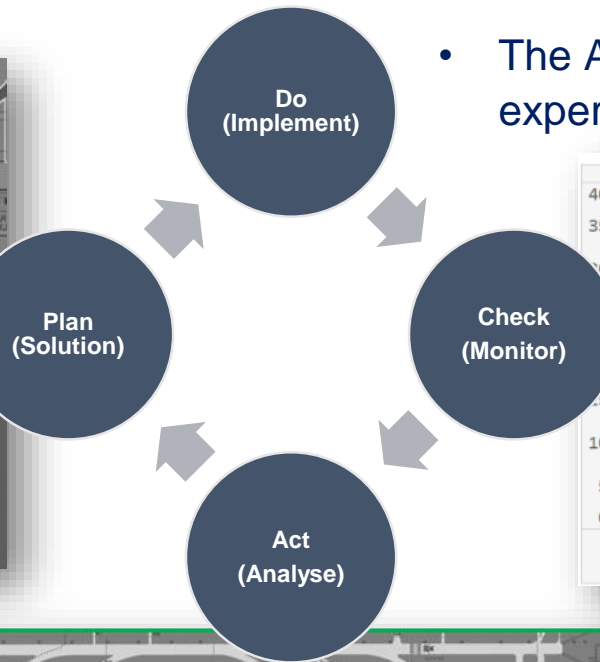 • The A
exper
Do
(Implement)
Plan
(Solution)
Check
(Monitor)
Act
(Analyse)